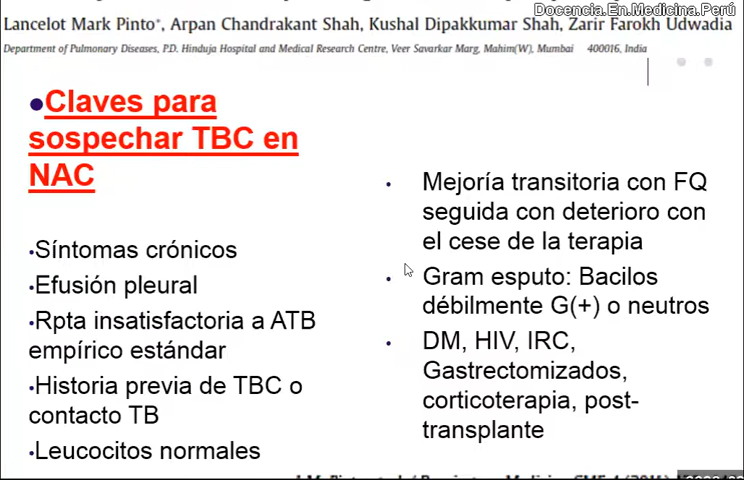 Docencia.En.Medicina.Perú
Lancelot Mark Pinto*, Arpan Chandrakant Shah, Kushal Dipakkumar Shah, Zarir Farokh Udwadia
Department of Pulmonary Diseases, P.D. Hinduja Hospital and Medical Research Centre, Veer Savarkar Marg, Mahim(W), Mumbai 400016, India
•Claves para
sospechar TBC en
NAC
•Síntomas crónicos
•Efusión pleural
•Rpta insatisfactoria a ATB
empírico estándar
•Historia previa de TBC o
contacto TB
•Leucocitos normales
• Mejoría transitoria con FQ
seguida con deterioro con
el cese de la terapia
• Gram esputo: Bacilos
débilmente G(+) o neutros
• DM, HIV, IRC,
Gastrectomizados,
corticoterapia, post-
transplante